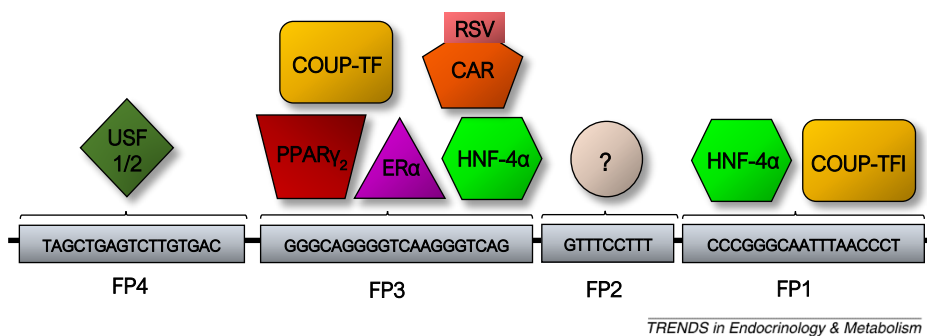 RSV
COUP-TF
CAR
USF
1/2
PPARγ2
ERα
HNF-4α
?
HNF-4α
COUP-TFI
TAGCTGAGTCTTGTGAC
GGGCAGGGGTCAAGGGTCAG
GTTTCCTTT
CCCGGGCAATTTAACCCT
FP4
FP3
FP2
FP1
TRENDS in Endocrinology & Metabolism